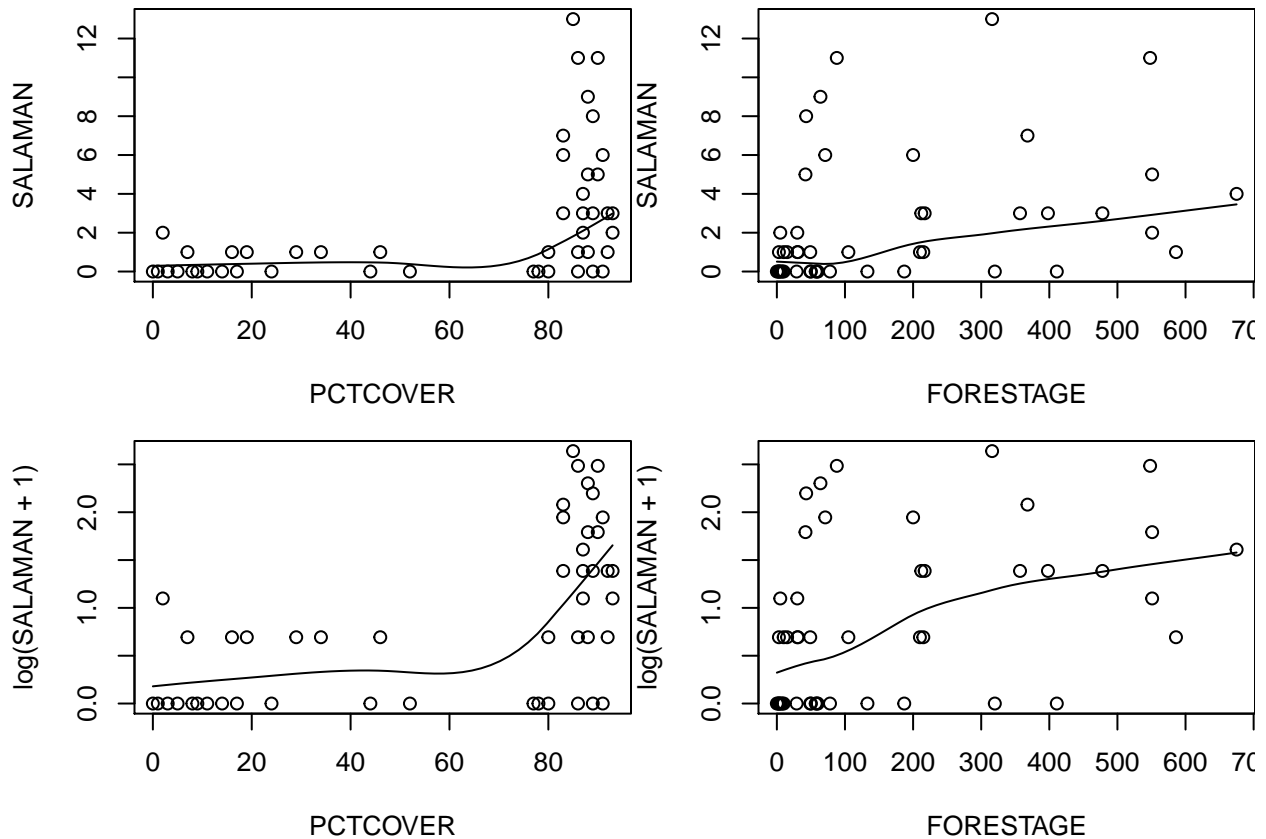 SALAMAN
0 2 4 6 8 12
0 20 40 60 80
PCTCOVER
SALAMAN
0 2 4 6 8 12
0 100 200 300 400 500 600 70
FORESTAGE
log(SALAMAN + 1)
0.0 1.0 2.0
0 20 40 60 80
PCTCOVER
log(SALAMAN + 1)
0.0 1.0 2.0
0 100 200 300 400 500 600 70
FORESTAGE